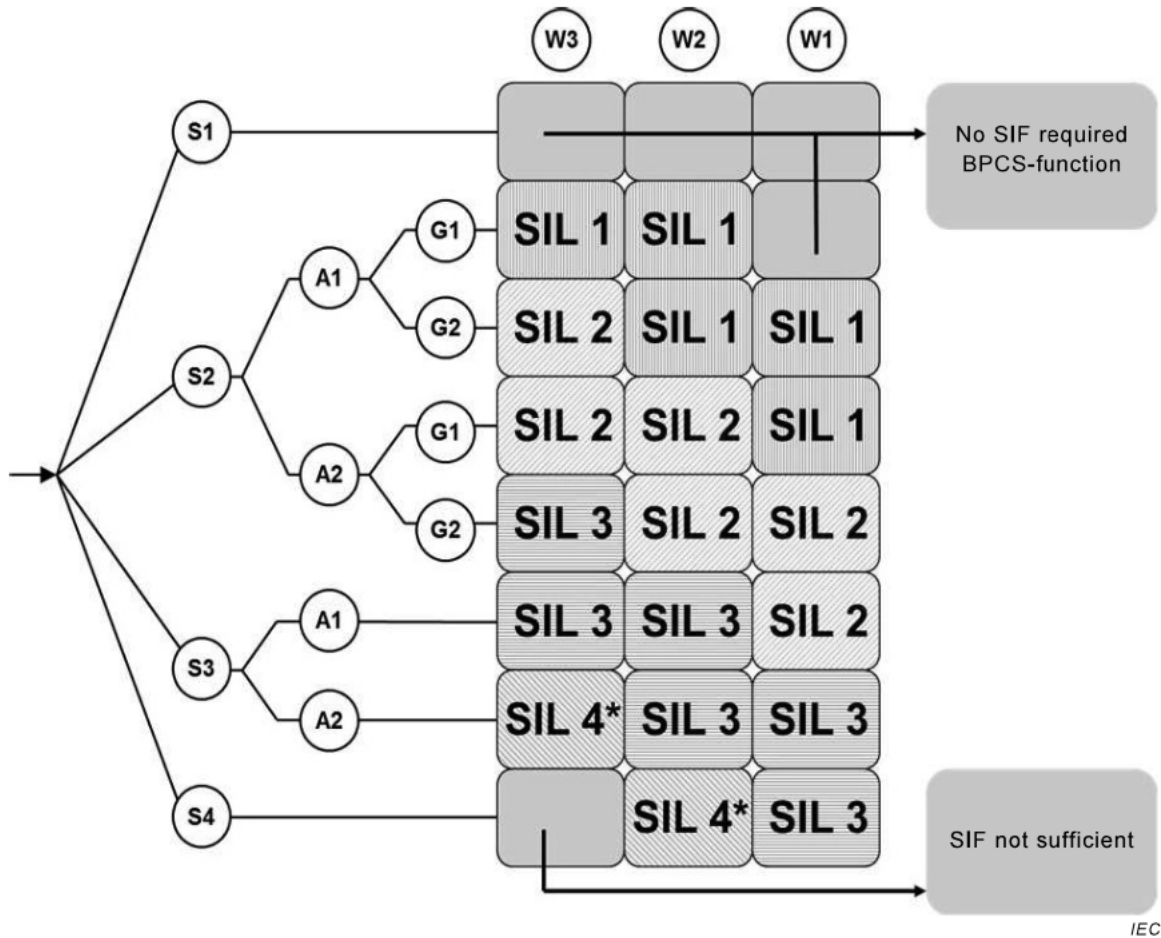 W3 W2 W1
S1
No SIF required
BPCS-function
G1 SIL 1 SIL 1
A1
G2 SIL 2 SIL 1 SIL 1
S2
G1 SIL 2 SIL 2 SIL 1
A2
G2 SIL 3 SIL 2 SIL 2
A1 SIL 3 SIL 3 SIL 2
S3
A2 SIL 4* SIL 3 SIL 3
S4 SIL 4* SIL 3
SIF not sufficient
IEC